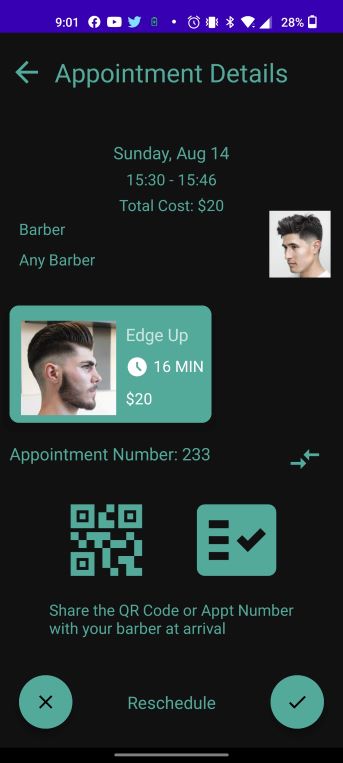 9:01 28%
Appointment Details
Sunday, Aug 14
15:30 - 15:46
Total Cost: $20
Barber
Any Barber
Edge Up
16 MIN
$20
Appointment Number: 233
Share the QR Code or Appt Number
with your barber at arrival
Reschedule